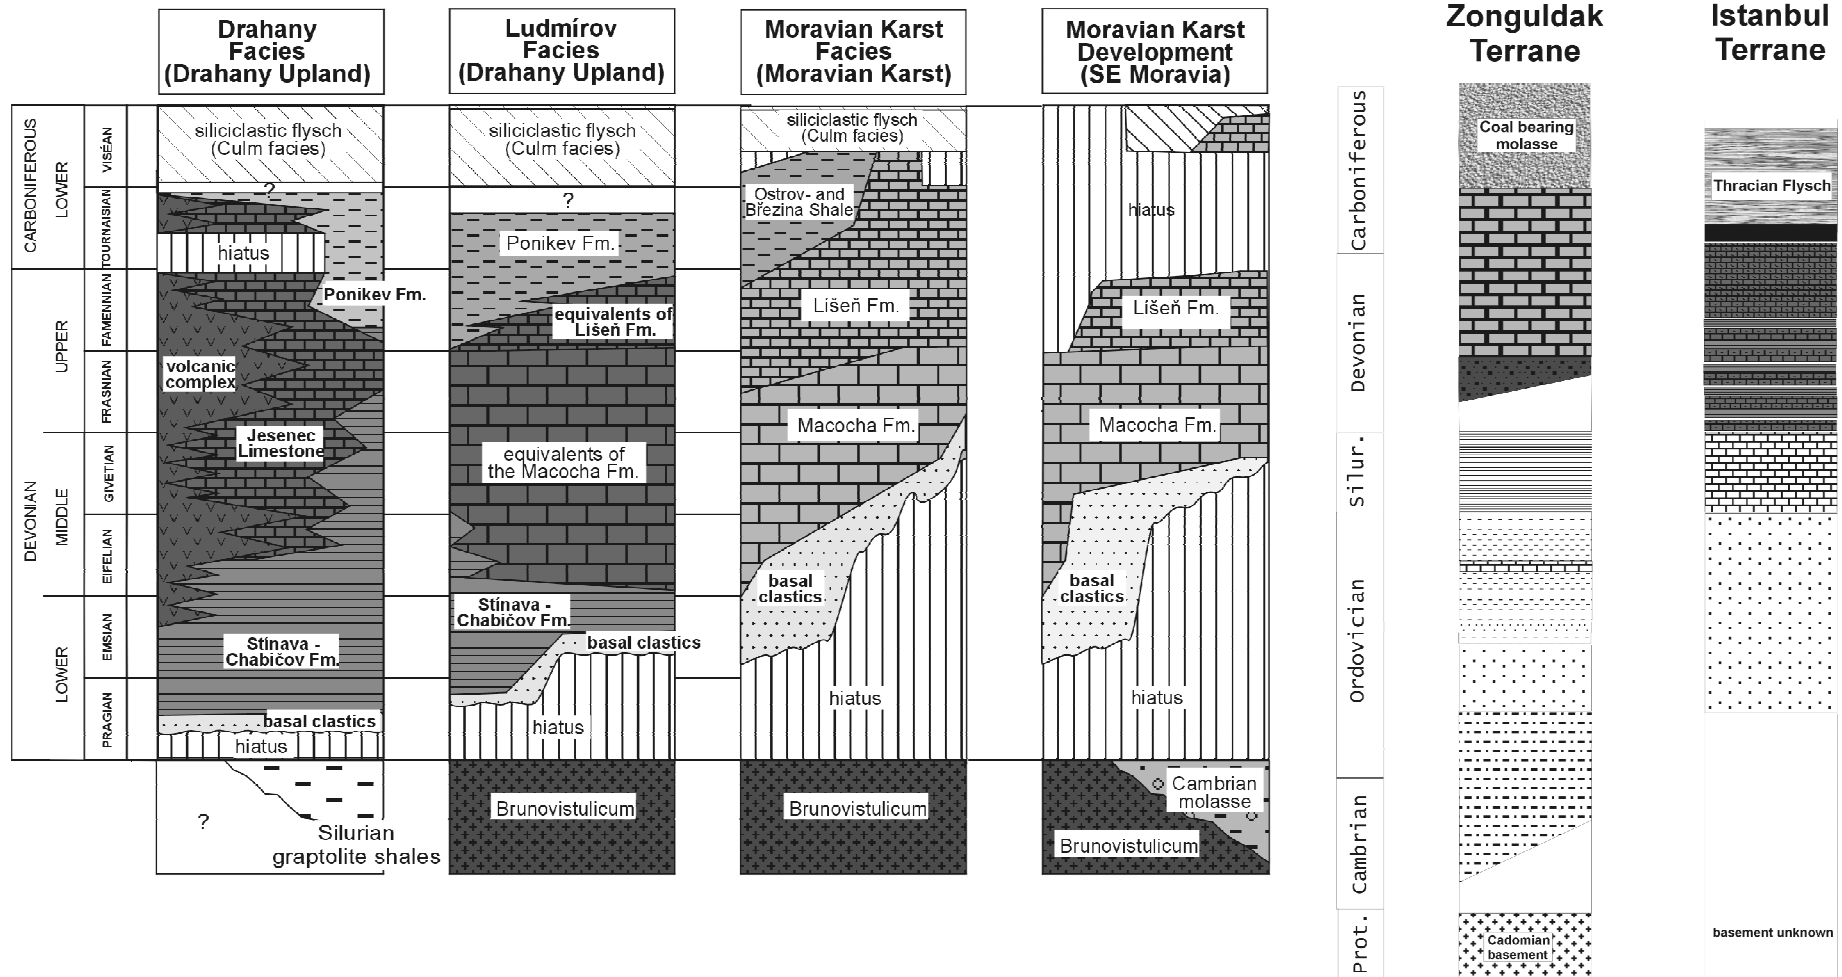 Drahany
Facies
(Drahany Upland)
Ludmírov
Facies
(Drahany Upland)
Moravian Karst
Facies
(Moravian Karst)
Moravian Karst
Development
(SE Moravia)
Zonguldak
Terrane
Istanbul
Terrane
CARBONIFEROUS
LOWER
VISÉAN
TOURNAISIAN
DEVONIAN
UPPER
FAMENNIAN
FRASNIAN
MIDDLE
GIVETIAN
EIFELIAN
LOWER
EMSIAN
PRAGIAN
siliciclastic flysch
(Culm facies)
?
hiatus
Ponikev Fm.
volcanic
complex
Jesenec
Limestone
Stínava -
Chabičov Fm.
basal clastics
hiatus
?
Silurian
graptolite shales
siliciclastic flysch
(Culm facies)
?
Ponikev Fm.
equivalents of
Líšeň Fm.
equivalents of
the Macocha Fm.
Stínava -
Chabičov Fm.
basal clastics
hiatus
Brunovistulicum
siliciclastic flysch
(Culm facies)
Ostrov- and
Březina Shale
Líšeň Fm.
Macocha Fm.
basal
clastics
hiatus
Brunovistulicum
hiatus
Líšeň Fm.
Macocha Fm.
basal
clastics
hiatus
Cambrian
molasse
Brunovistulicum
Carboniferous
Devonian
Silur.
Ordovician
Cambrian
Prot.
Coal bearing
molasse
Cadomian
basement
Thracian Flysch
basement unknown